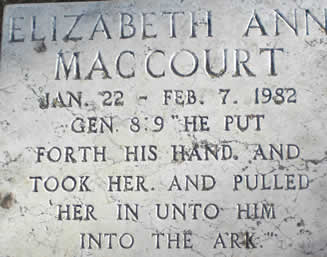 ELIZABETH ANN
MACCOURT
JAN. 22 - FEB. 7. 1982
GEN. 8:9 "HE PUT
FORTH HIS HAND. AND
TOOK HER. AND PULLED
HER IN UNTO HIM
INTO THE ARK."